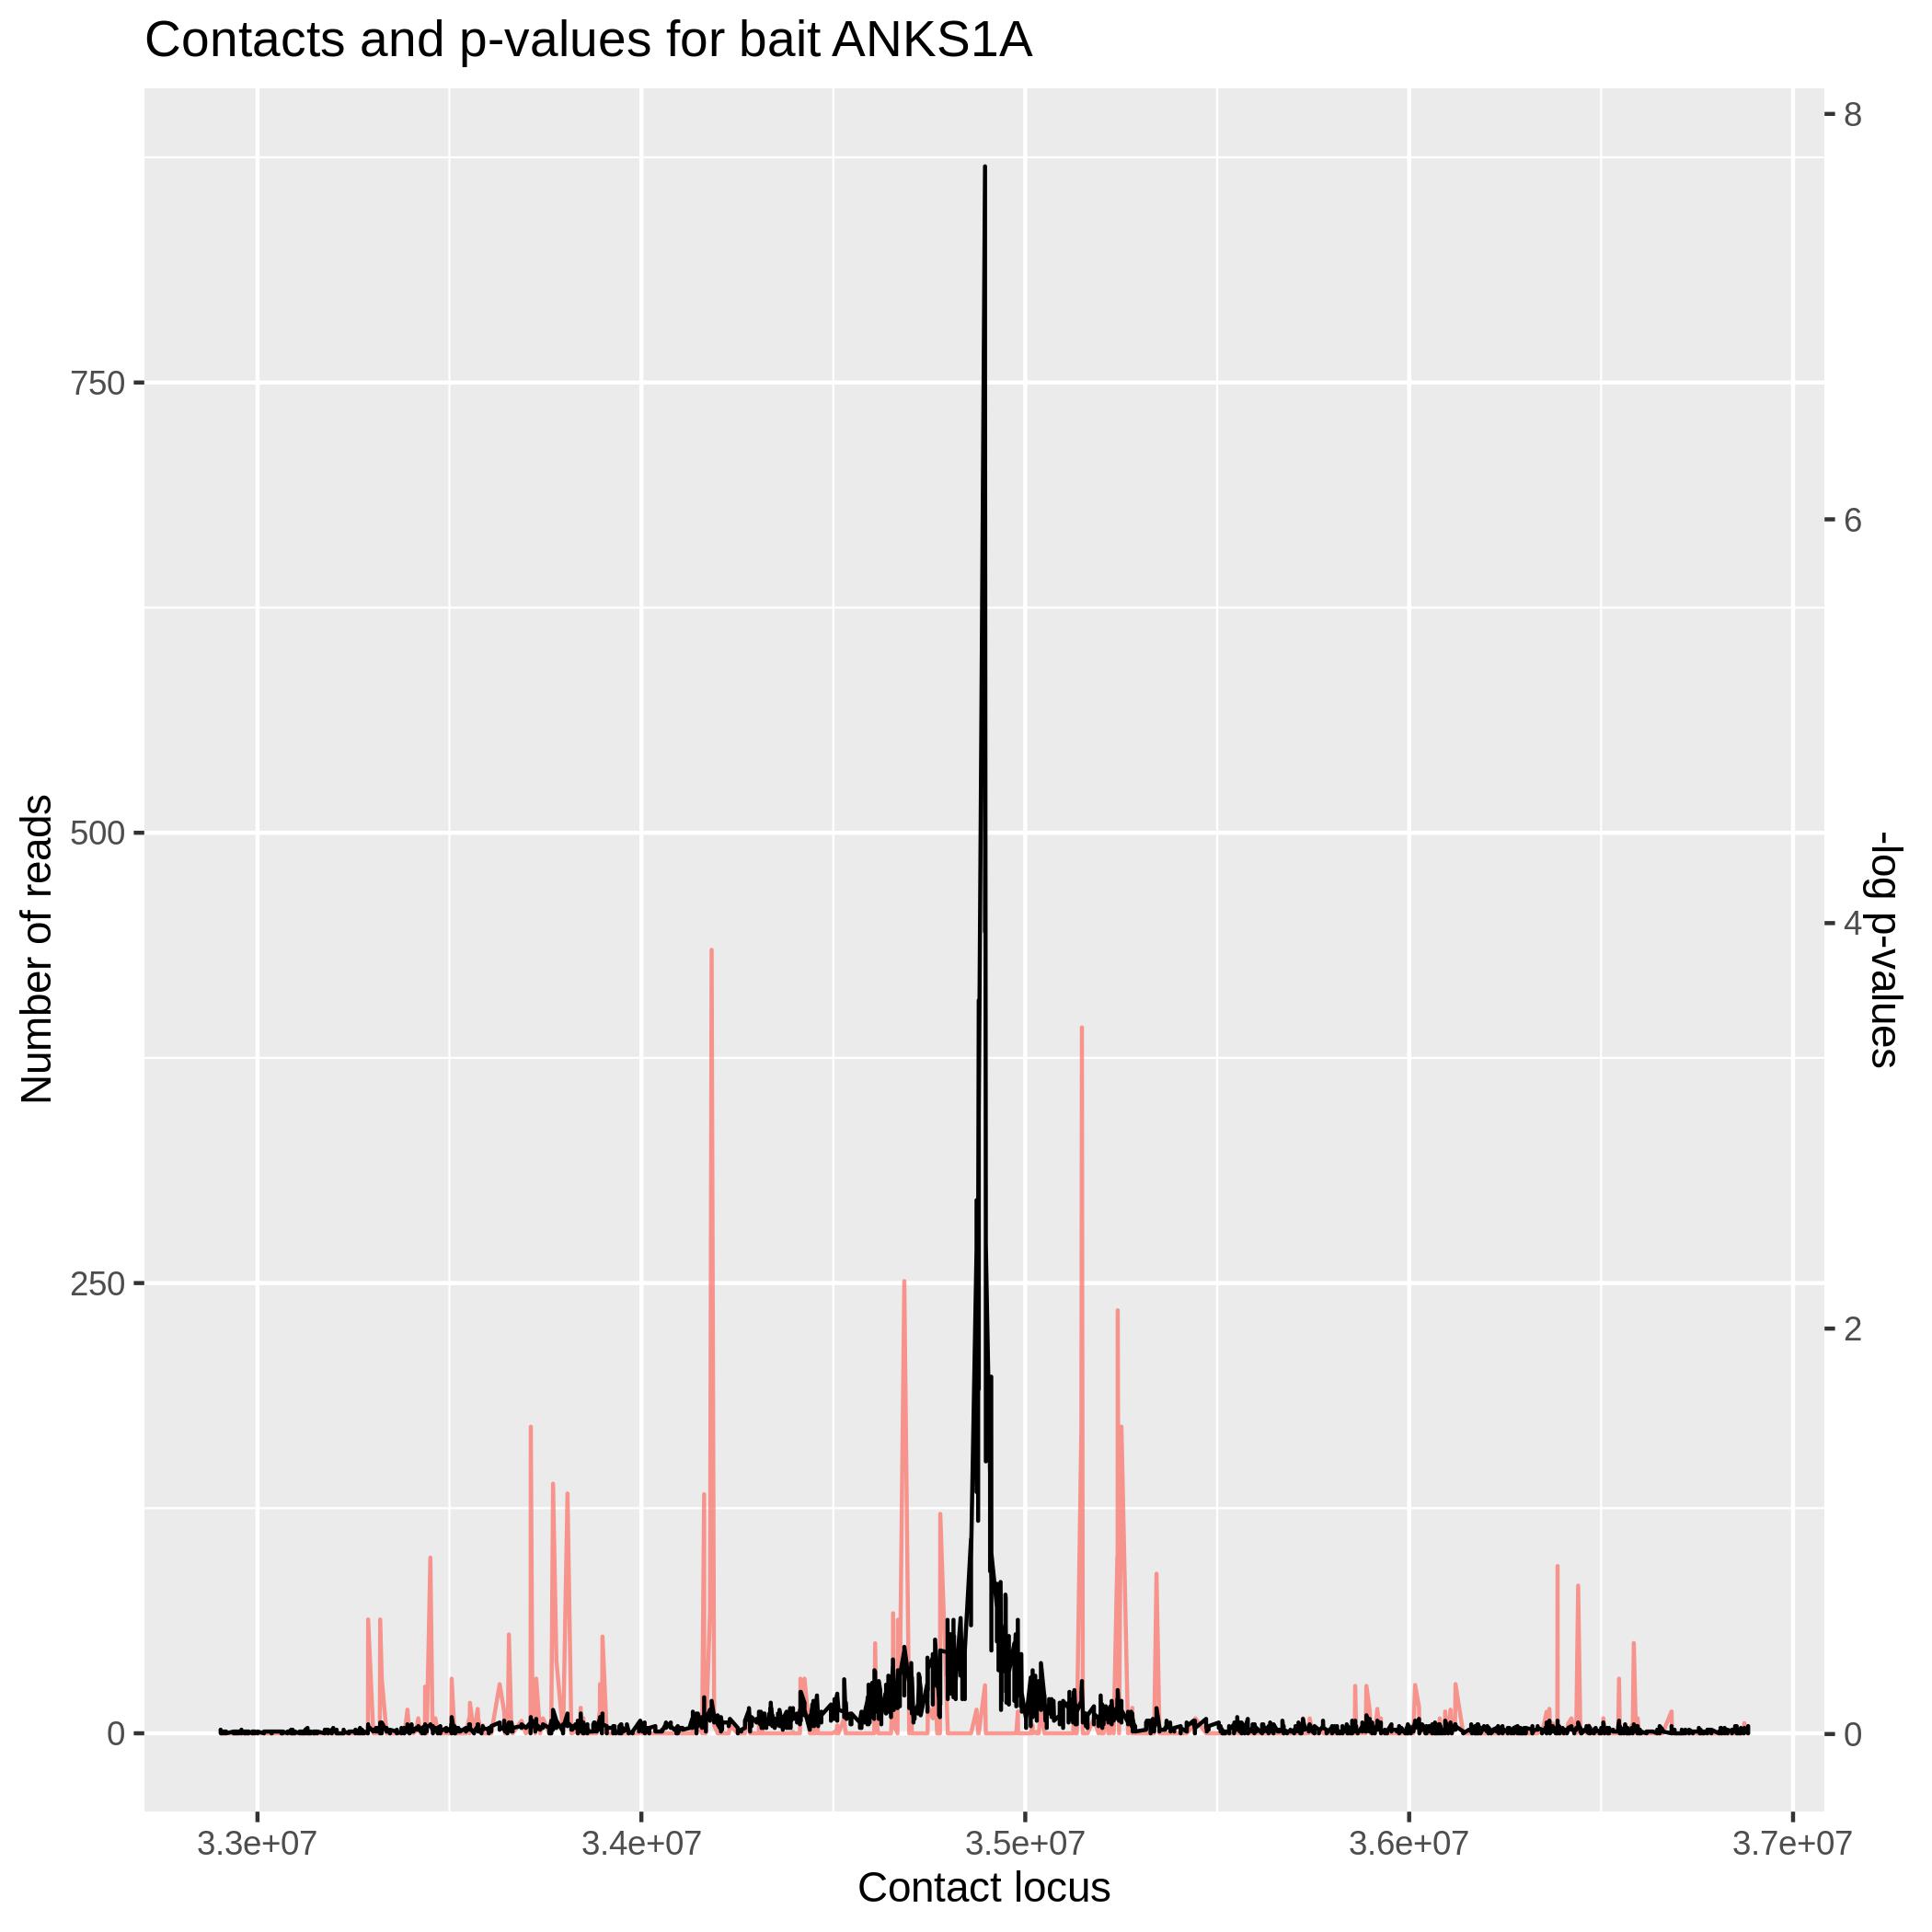 Contacts and p-values for bait ANKS1A
8
750
6
500
4
250
2
0
0
Number of reads
-log p-values
3.3e+07
3.4e+07
3.5e+07
3.6e+07
3.7e+07
Contact locus